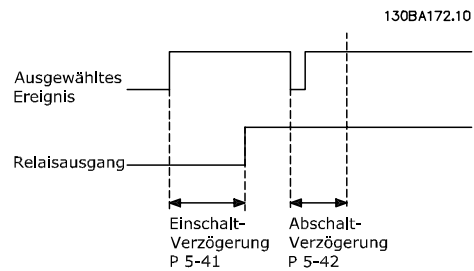 130BA172.10
Ausgewähltes
Ereignis
Relaisausgang
Einschalt-
Verzögerung
P 5-41
Abschalt-
Verzögerung
P 5-42